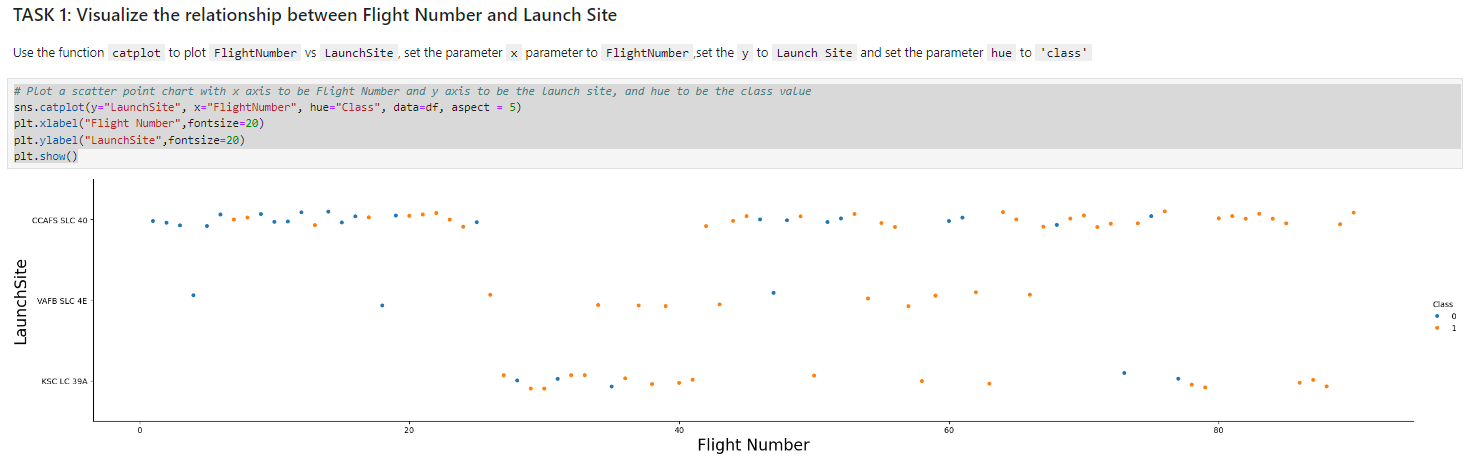 TASK 1: Visualize the relationship between Flight Number and Launch Site
Use the function catplot to plot FlightNumber vs LaunchSite , set the parameter x parameter to FlightNumber ,set the y to Launch Site and set the parameter hue to 'class'
# Plot a scatter point chart with x axis to be Flight Number and y axis to be the launch site, and hue to be the class value
sns.catplot(y="LaunchSite", x="FlightNumber", hue="Class", data=df, aspect = 5)
plt.xlabel("Flight Number",fontsize=20)
plt.ylabel("LaunchSite",fontsize=20)
plt.show()
CCAFS SLC 40
VAFB SLC 4E
KSC LC 39A
LaunchSite
Class
0
1
0 20 40 60 80
Flight Number